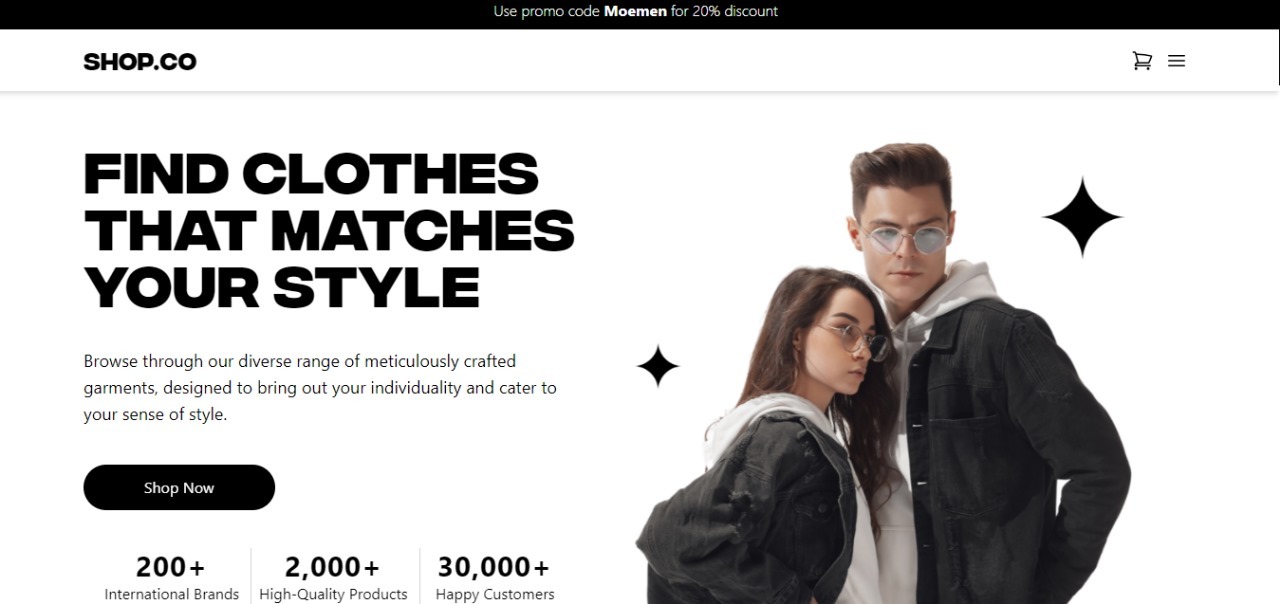 Use promo code Moemen for 20% discount
SHOP.CO
FIND CLOTHES
THAT MATCHES
YOUR STYLE
Browse through our diverse range of meticulously crafted
garments, designed to bring out your individuality and cater to
your sense of style.
Shop Now
200+
International Brands
2,000+
High-Quality Products
30,000+
Happy Customers